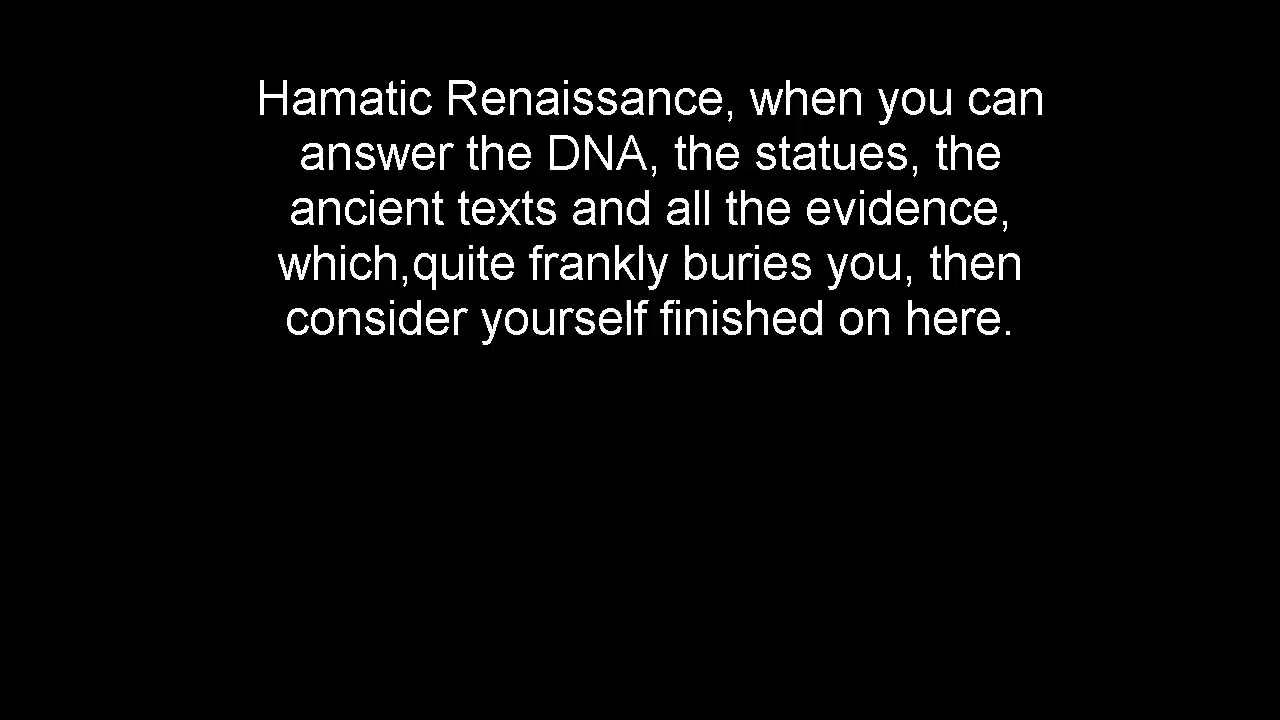 Hamatic Renaissance, when you can
answer the DNA, the statues, the
ancient texts and all the evidence,
which,quite frankly buries you, then
consider yourself finished on here.